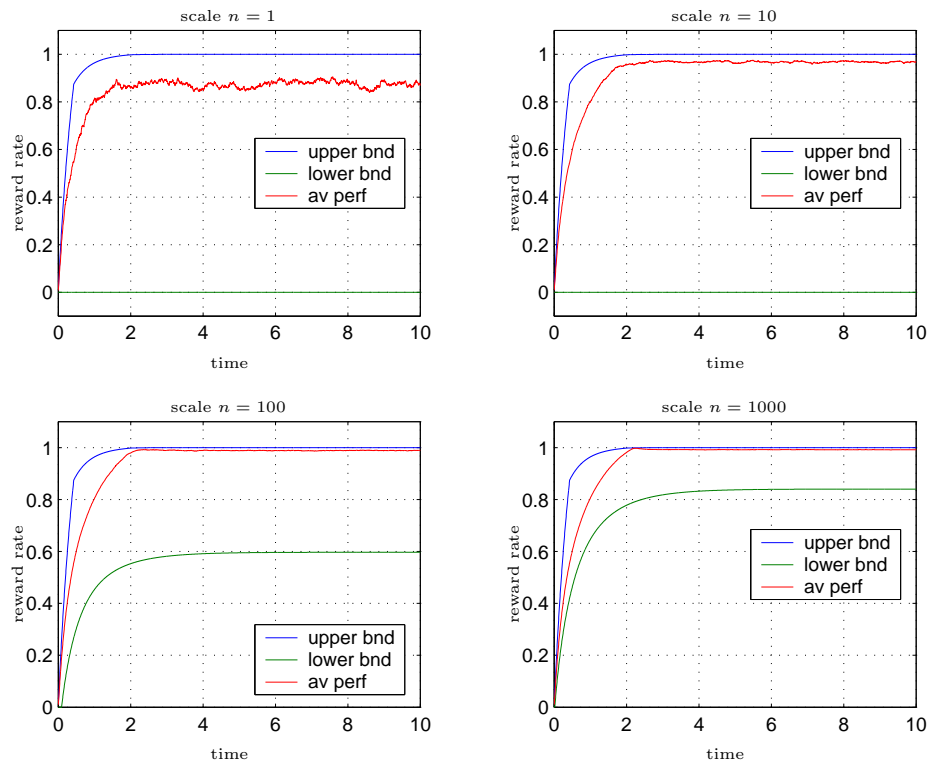 scale n = 1
reward rate
1
0.8
0.6
0.4
0.2
0
upper bnd
lower bnd
av perf
0 2 4 6 8 10
time
scale n = 10
reward rate
1
0.8
0.6
0.4
0.2
0
upper bnd
lower bnd
av perf
0 2 4 6 8 10
time
scale n = 100
reward rate
1
0.8
0.6
0.4
0.2
0
upper bnd
lower bnd
av perf
0 2 4 6 8 10
time
scale n = 1000
reward rate
1
0.8
0.6
0.4
0.2
0
upper bnd
lower bnd
av perf
0 2 4 6 8 10
time